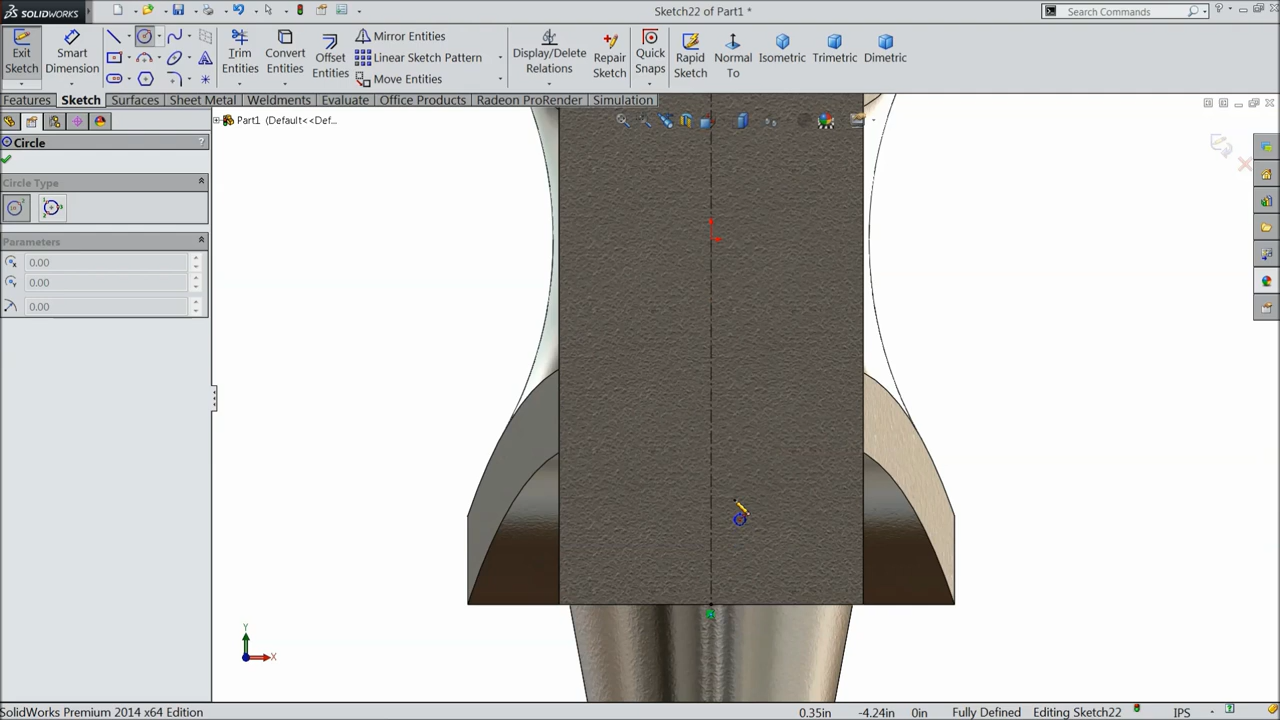 SOLIDWORKS
Sketch22 of Part1 *
Search Commands
Exit Sketch
Smart Dimension
Trim Entities
Convert Entities
Offset Entities
Mirror Entities
Linear Sketch Pattern
Move Entities
Display/Delete Relations
Repair Sketch
Quick Snaps
Rapid Sketch
Normal To
Isometric
Trimetric
Dimetric
Features
Sketch
Surfaces
Sheet Metal
Weldments
Evaluate
Office Products
Radeon ProRender
Simulation
Part1 (Default<<Def...
Circle
?
Circle Type
Parameters
0.00
0.00
0.00
Y
X
SolidWorks Premium 2014 x64 Edition
0.35in
-4.24in
0in
Fully Defined
Editing Sketch22
IPS